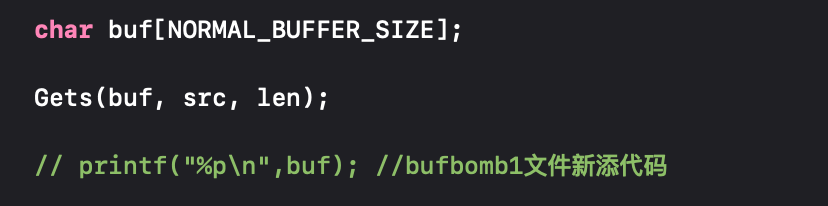 char buf[NORMAL_BUFFER_SIZE];
Gets(buf, src, len);
// printf("%p\n",buf); //bufbomb1文件新添代码